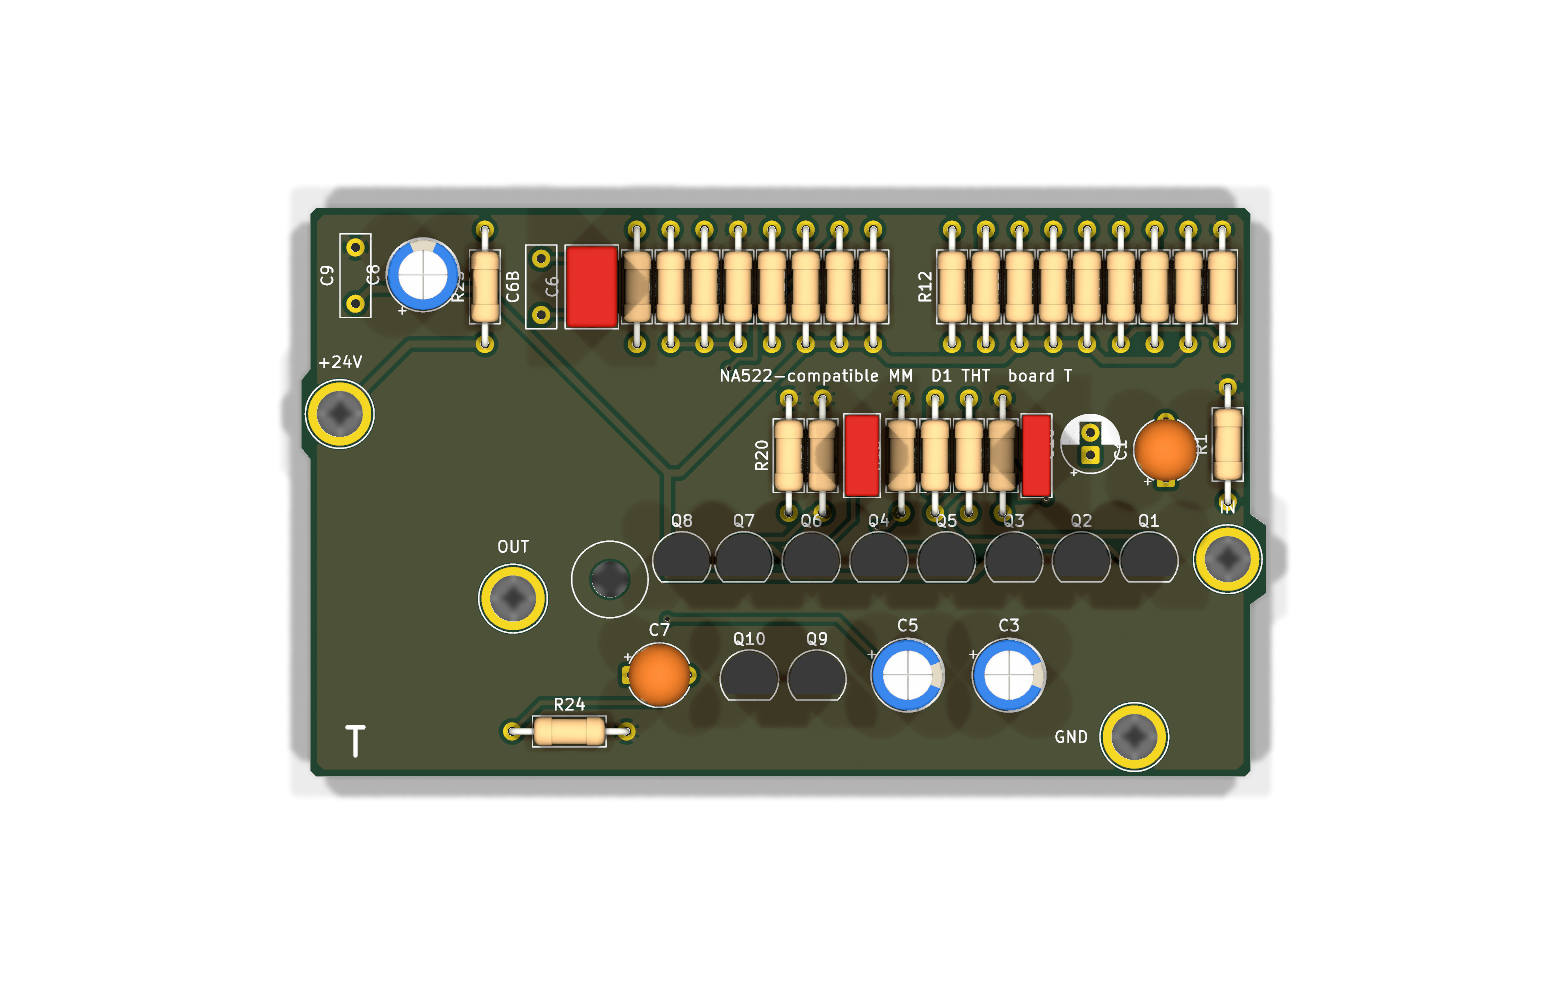 C9
C8
C6B
C6
R12
+24V
NA522-compatible MM D1 THT board T
R20
C1
R1
Q8
Q7
Q6
Q4
Q5
Q3
Q2
Q1
IN
OUT
C7
Q10
Q9
C5
C3
R24
T
GND